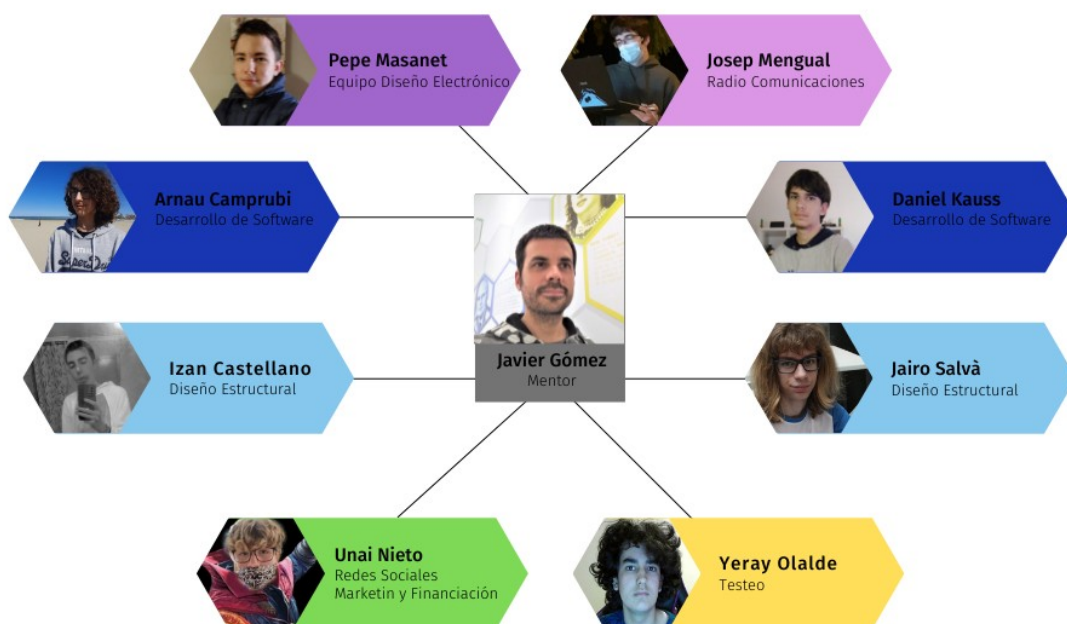 Pepe Masanet
Equipo Diseño Electrónico
Josep Mengual
Radio Comunicaciones
Arnau Camprubi
Desarrollo de Software
Daniel Kauss
Desarrollo de Software
Javier Gómez
Mentor
Izan Castellano
Diseño Estructural
Jairo Salvà
Diseño Estructural
Unai Nieto
Redes Sociales
Marketin y Financiación
Yeray Olalde
Testeo